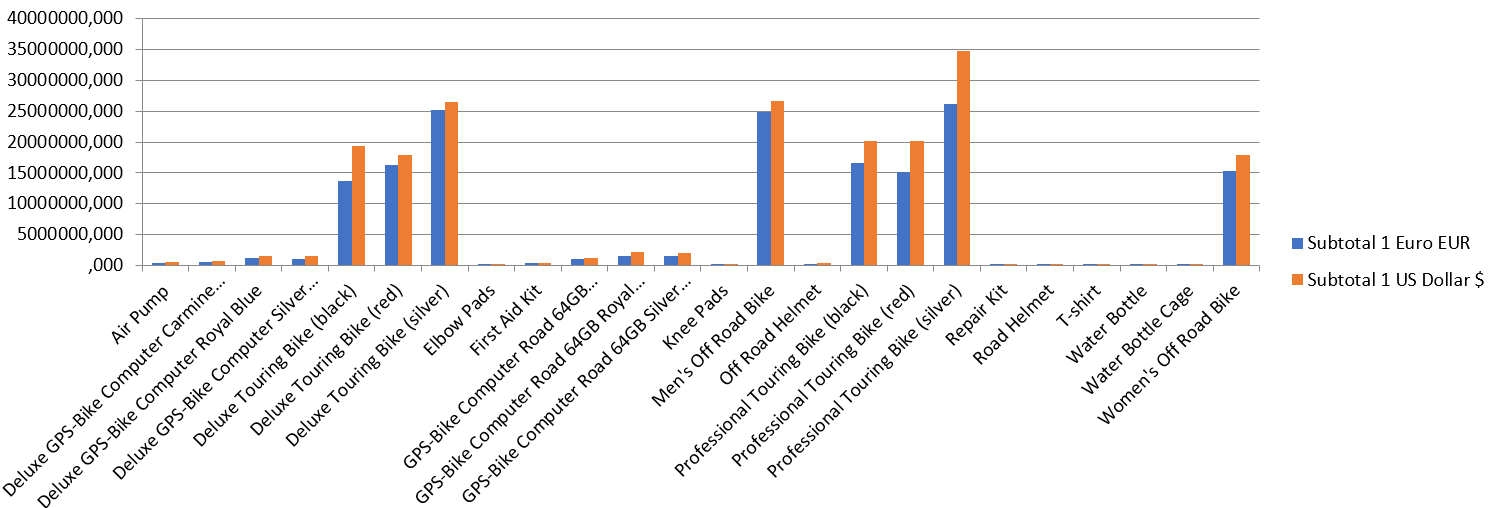 40000000,000
35000000,000
30000000,000
25000000,000
20000000,000
15000000,000
10000000,000
5000000,000
,000
Air Pump
Deluxe GPS-Bike Computer Carmine...
Deluxe GPS-Bike Computer Royal Blue
Deluxe GPS-Bike Computer Silver...
Deluxe Touring Bike (black)
Deluxe Touring Bike (red)
Deluxe Touring Bike (silver)
Elbow Pads
First Aid Kit
GPS-Bike Computer Road 64GB...
GPS-Bike Computer Road 64GB Royal...
GPS-Bike Computer Road 64GB Silver...
Knee Pads
Men's Off Road Bike
Off Road Helmet
Professional Touring Bike (black)
Professional Touring Bike (red)
Professional Touring Bike (silver)
Repair Kit
Road Helmet
T-shirt
Water Bottle
Water Bottle Cage
Women's Off Road Bike
Subtotal 1 Euro EUR
Subtotal 1 US Dollar $